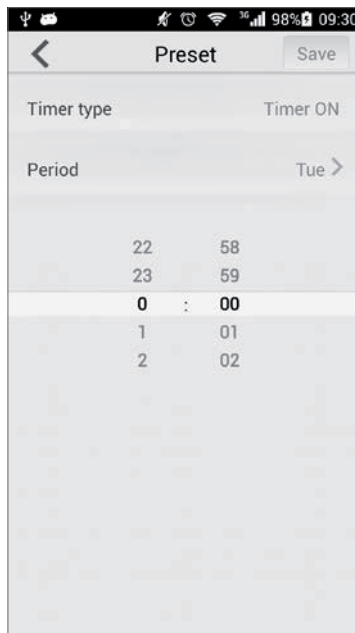 3G 98% 09:30
Preset Save
Timer type Timer ON
Period Tue
22 58
23 59
0 : 00
1 01
2 02